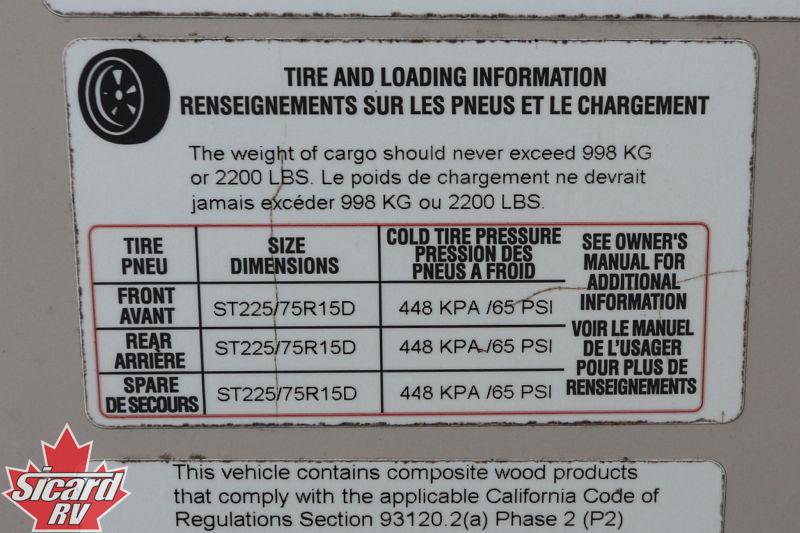 TIRE AND LOADING INFORMATION
RENSEIGNEMENTS SUR LES PNEUS ET LE CHARGEMENT
The weight of cargo should never exceed 998 KG
or 2200 LBS. Le poids de chargement ne devrait
jamais excéder 998 KG ou 2200 LBS.
TIRE
PNEU
SIZE
DIMENSIONS
COLD TIRE PRESSURE
PRESSION DES
PNEUS A FROID
SEE OWNER'S
MANUAL FOR
ADDITIONAL
INFORMATION
VOIR LE MANUEL
DE L'USAGER
POUR PLUS DE
RENSEIGNEMENTS
FRONT
AVANT
ST225/75R15D
448 KPA /65 PSI
REAR
ARRIÈRE
ST225/75R15D
448 KPA /65 PSI
SPARE
DE SECOURS
ST225/75R15D
448 KPA /65 PSI
This vehicle contains composite wood products
that comply with the applicable California Code of
Regulations Section 93120.2(a) Phase 2 (P2)
Sicard
RV